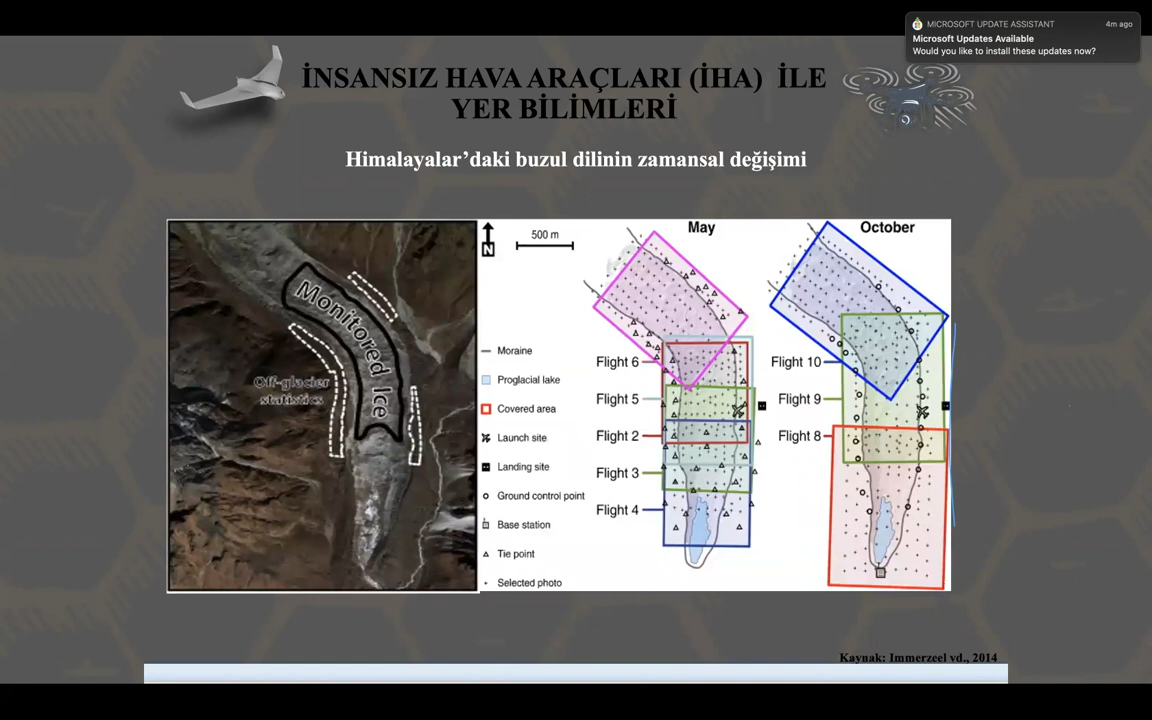 MICROSOFT UPDATE ASSISTANT
4m ago
Microsoft Updates Available
Would you like to install these updates now?
İNSANSIZ HAVA ARAÇLARI (İHA) İLE
YER BİLİMLERİ
Himalayalar’daki buzul dilinin zamansal değişimi
Monitored Ice
Off-glacier
statistics
N
500 m
Moraine
Proglacial lake
Covered area
Launch site
Landing site
Ground control point
Base station
Tie point
Selected photo
May
Flight 6
Flight 5
Flight 2
Flight 3
Flight 4
October
Flight 10
Flight 9
Flight 8
Kaynak: Immerzeel vd., 2014